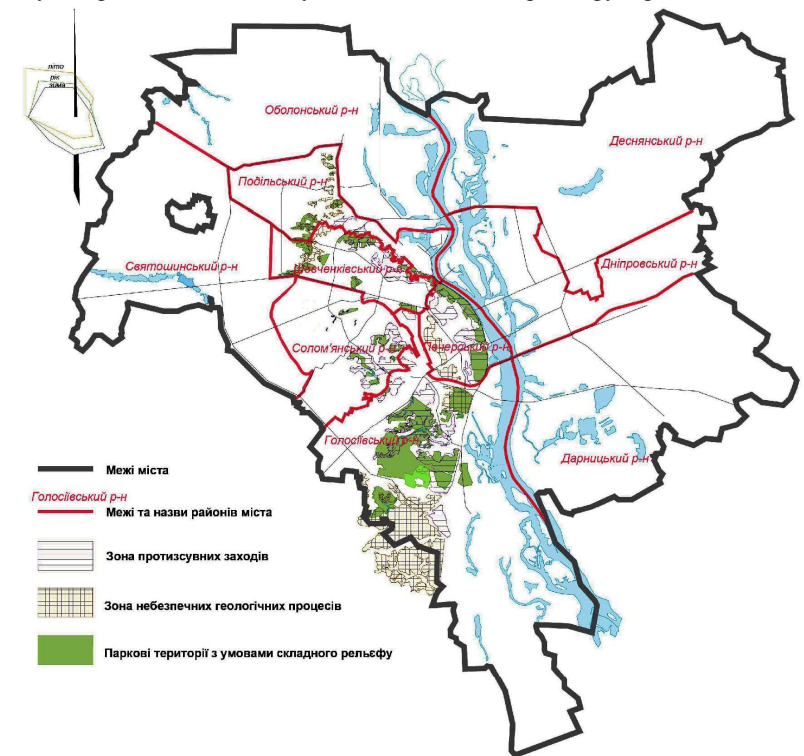 літо
рік
зима
Оболонський р-н
Деснянський р-н
Подільський р-н
Святошинський р-н
Шевченківський р-н
Дніпровський р-н
Солом'янський р-н
Печерський р-н
Голосіївський р-н
Дарницький р-н
Межі міста
Голосіївський р-н
Межі та назви районів міста
Зона протизсувних заходів
Зона небезпечних геологічних процесів
Паркові території з умовами складного рельєфу